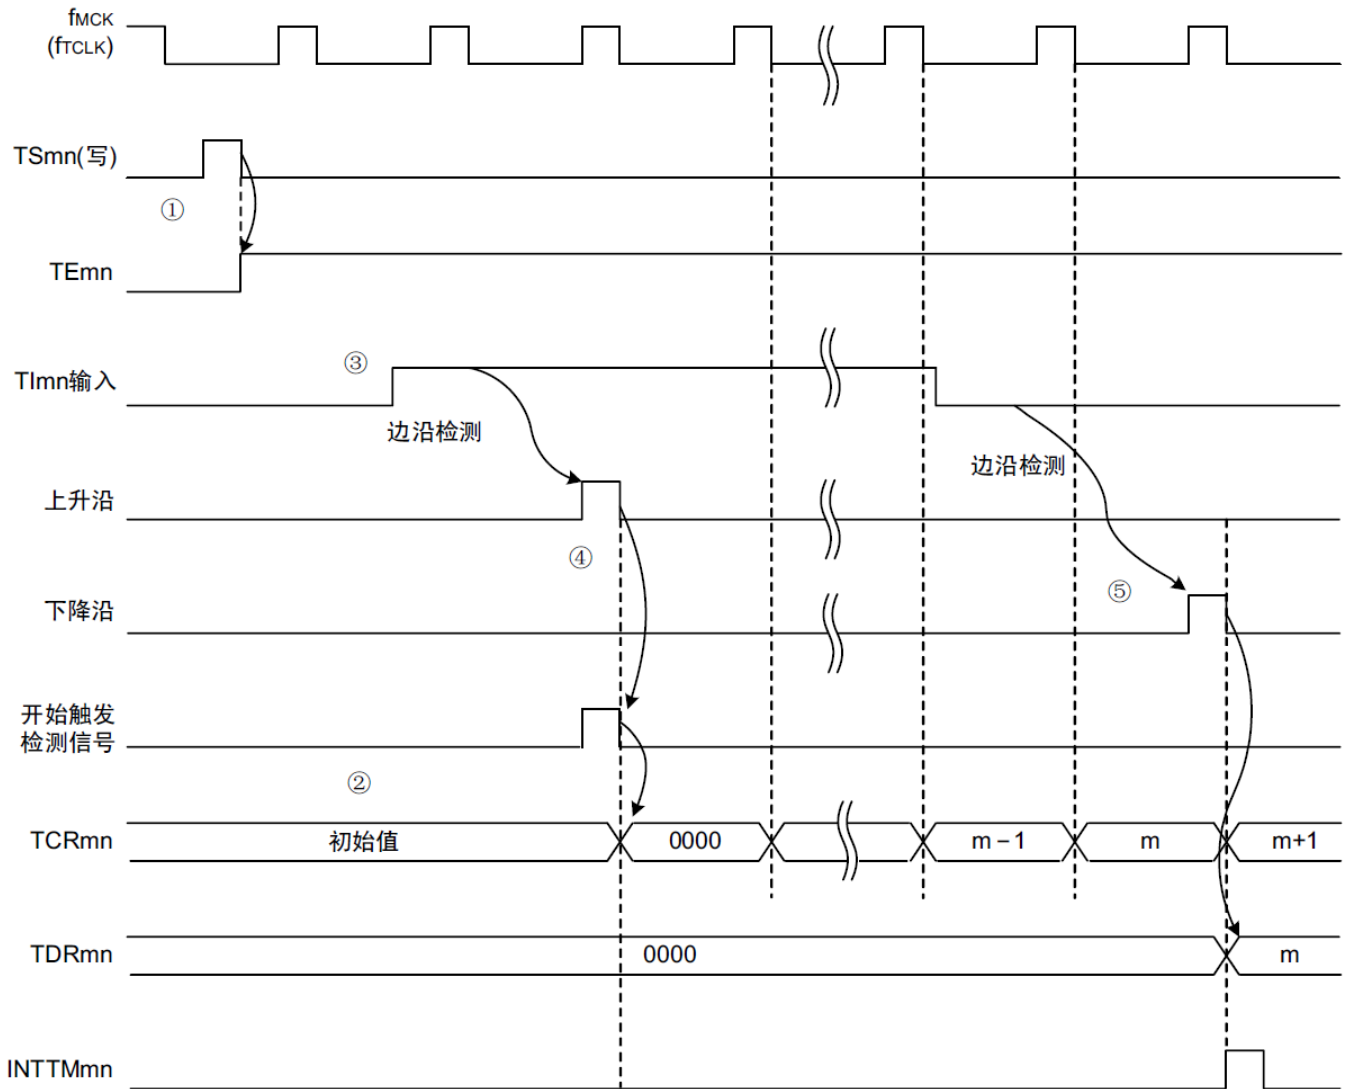 fMCK
(fTCLK)
TSmn(写)
①
TEmn
③
TImn输入
边沿检测
边沿检测
上升沿
④
⑤
下降沿
开始触发
检测信号
②
TCRmn
初始值
0000
m−1
m
m+1
TDRmn
0000
m
INTTMmn